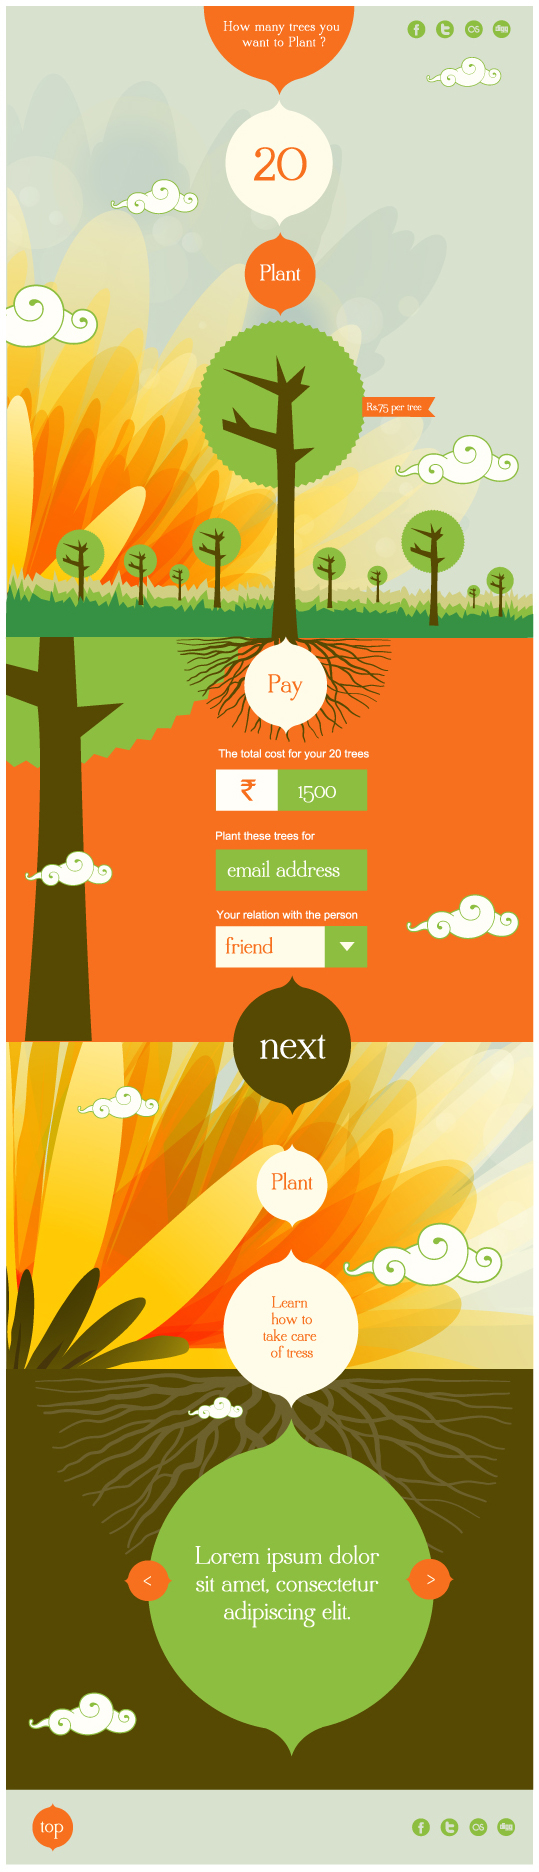 How many trees you
want to Plant ?
f t os digg
20
Plant
Rs.75 per tree
Pay
The total cost for your 20 trees
₹ 1500
Plant these trees for
email address
Your relation with the person
friend
next
Plant
Learn
how to
take care
of tress
Lorem ipsum dolor
sit amet, consectetur
adipiscing elit.
< >
top
f t os digg